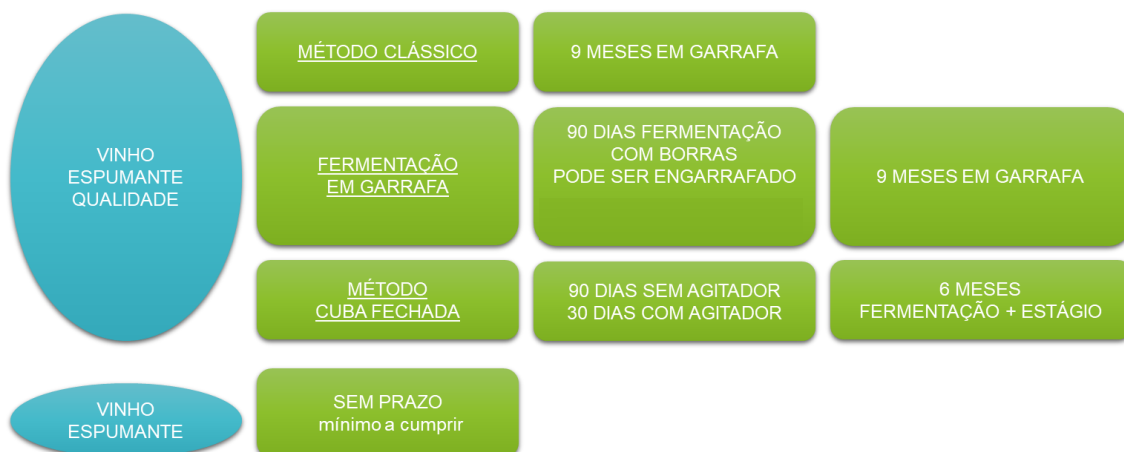 VINHO
ESPUMANTE
QUALIDADE
MÉTODO CLÁSSICO
9 MESES EM GARRAFA
FERMENTAÇÃO
EM GARRAFA
90 DIAS FERMENTAÇÃO
COM BORRAS
PODE SER ENGARRAFADO
9 MESES EM GARRAFA
MÉTODO
CUBA FECHADA
90 DIAS SEM AGITADOR
30 DIAS COM AGITADOR
6 MESES
FERMENTAÇÃO + ESTÁGIO
VINHO
ESPUMANTE
SEM PRAZO
mínimo a cumprir